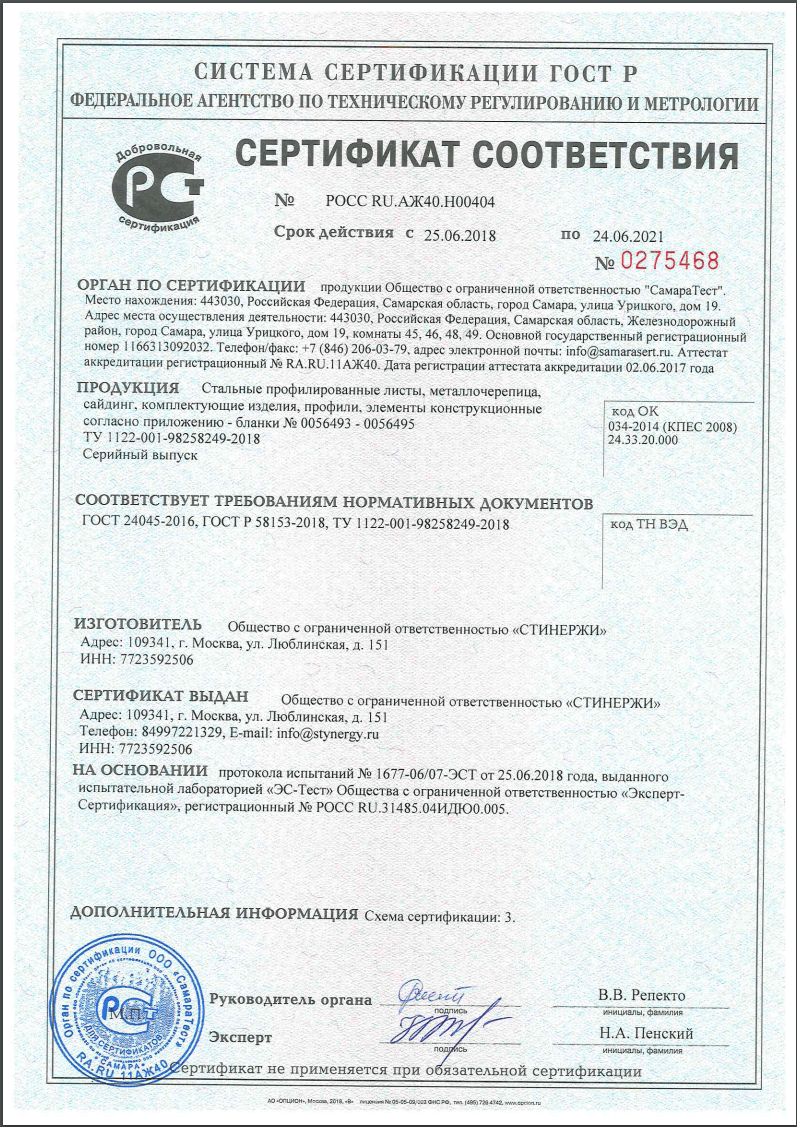 СИСТЕМА СЕРТИФИКАЦИИ ГОСТ Р
ФЕДЕРАЛЬНОЕ АГЕНТСТВО ПО ТЕХНИЧЕСКОМУ РЕГУЛИРОВАНИЮ И МЕТРОЛОГИИ
Добровольная
РСТ
сертификация
СЕРТИФИКАТ СООТВЕТСТВИЯ
№ РОСС RU.АЖ40.Н00404
Срок действия с 25.06.2018 по 24.06.2021
№ 0275468
ОРГАН ПО СЕРТИФИКАЦИИ продукции Общество с ограниченной ответственностью "СамараТест".
Место нахождения: 443030, Российская Федерация, Самарская область, город Самара, улица Урицкого, дом 19.
Адрес места осуществления деятельности: 443030, Российская Федерация, Самарская область, Железнодорожный
район, город Самара, улица Урицкого, дом 19, комнаты 45, 46, 48, 49. Основной государственный регистрационный
номер 1166313092032. Телефон/факс: +7 (846) 206-03-79, адрес электронной почты: info@samarasert.ru. Аттестат
аккредитации регистрационный № RA.RU.11АЖ40. Дата регистрации аттестата аккредитации 02.06.2017 года
ПРОДУКЦИЯ Стальные профилированные листы, металлочерепица,
сайдинг, комплектующие изделия, профили, элементы конструкционные
согласно приложению - бланки № 0056493 - 0056495
ТУ 1122-001-98258249-2018
Серийный выпуск
код ОК
034-2014 (КПЕС 2008)
24.33.20.000
СООТВЕТСТВУЕТ ТРЕБОВАНИЯМ НОРМАТИВНЫХ ДОКУМЕНТОВ
ГОСТ 24045-2016, ГОСТ Р 58153-2018, ТУ 1122-001-98258249-2018
код ТН ВЭД
ИЗГОТОВИТЕЛЬ Общество с ограниченной ответственностью «СТИНЕРЖИ»
Адрес: 109341, г. Москва, ул. Люблинская, д. 151
ИНН: 7723592506
СЕРТИФИКАТ ВЫДАН Общество с ограниченной ответственностью «СТИНЕРЖИ»
Адрес: 109341, г. Москва, ул. Люблинская, д. 151
Телефон: 84997221329, E-mail: info@stynergy.ru
ИНН: 7723592506
НА ОСНОВАНИИ протокола испытаний № 1677-06/07-ЭСТ от 25.06.2018 года, выданного
испытательной лабораторией «ЭС-Тест» Общества с ограниченной ответственностью «Эксперт-
Сертификация», регистрационный № РОСС RU.31485.04ИДЮ0.005.
ДОПОЛНИТЕЛЬНАЯ ИНФОРМАЦИЯ Схема сертификации: 3.
Орган по сертификации ООО «СамараТест»
РСТ
М.П.
ДЛЯ СЕРТИФИКАТОВ
САМАРА
RA.RU.11АЖ40
Руководитель органа
подпись
В.В. Репекто
инициалы, фамилия
Эксперт
подпись
Н.А. Пенский
инициалы, фамилия
Сертификат не применяется при обязательной сертификации
АО «ОПЦИОН», Москва, 2018, «В» лицензия № 05-05-09/003 ФНС РФ, тел. (495) 726 4742, www.opcion.ru